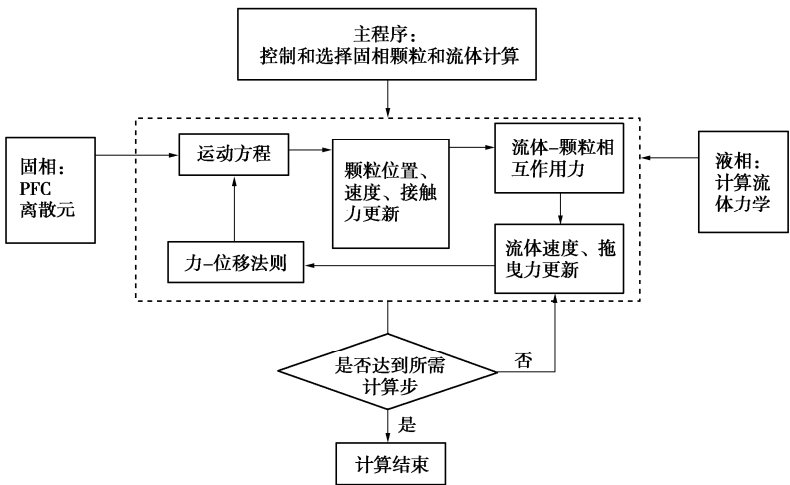 主程序：
控制和选择固相颗粒和流体计算
固相：
PFC
离散元
运动方程
颗粒位置、
速度、接触
力更新
流体-颗粒相
互作用力
液相：
计算流
体力学
力-位移法则
流体速度、拖
曳力更新
是否达到所需
计算步
否
是
计算结束